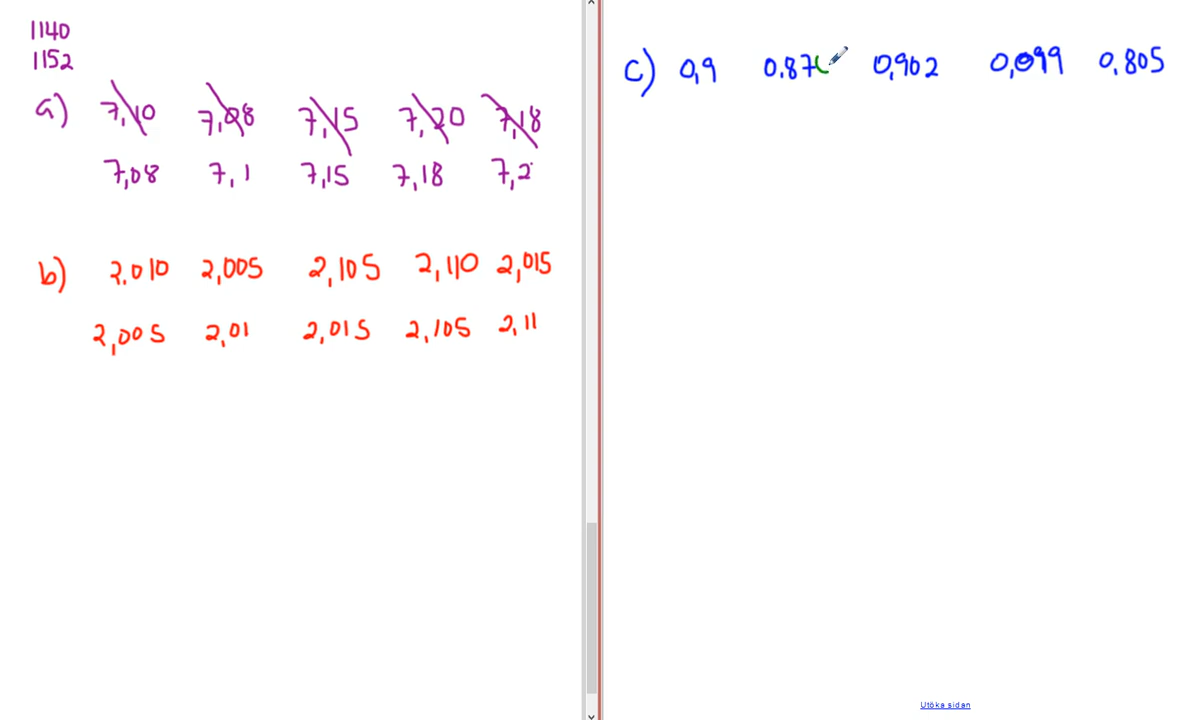 1140
1152
a) 7,10 7,08 7,15 7,20 7,18
7,08 7,1 7,15 7,18 7,2
b) 2.010 2,005 2,105 2,110 2,015
2,005 2,01 2,015 2,105 2,11
c) 0,9 0.87 0,902 0,099 0,805
Utöka sidan